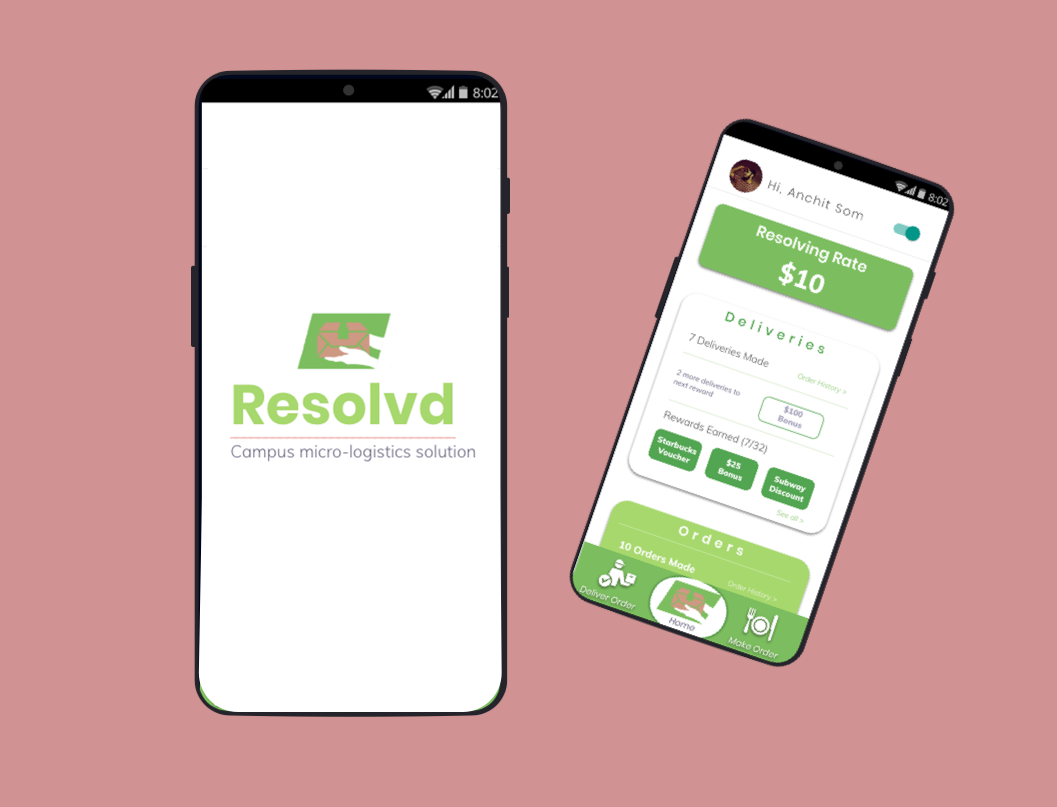 8:02
Resolvd
Campus micro-logistics solution
8:02
Hi, Anchit Som
Resolving Rate
$10
Deliveries
7 Deliveries Made
Order History >
2 more deliveries to
next reward
$100
Bonus
Rewards Earned (7/32)
Starbucks
Voucher
$25
Bonus
Subway
Discount
See all >
Orders
10 Orders Made
Order History >
Deliver Order
Home
Make Order